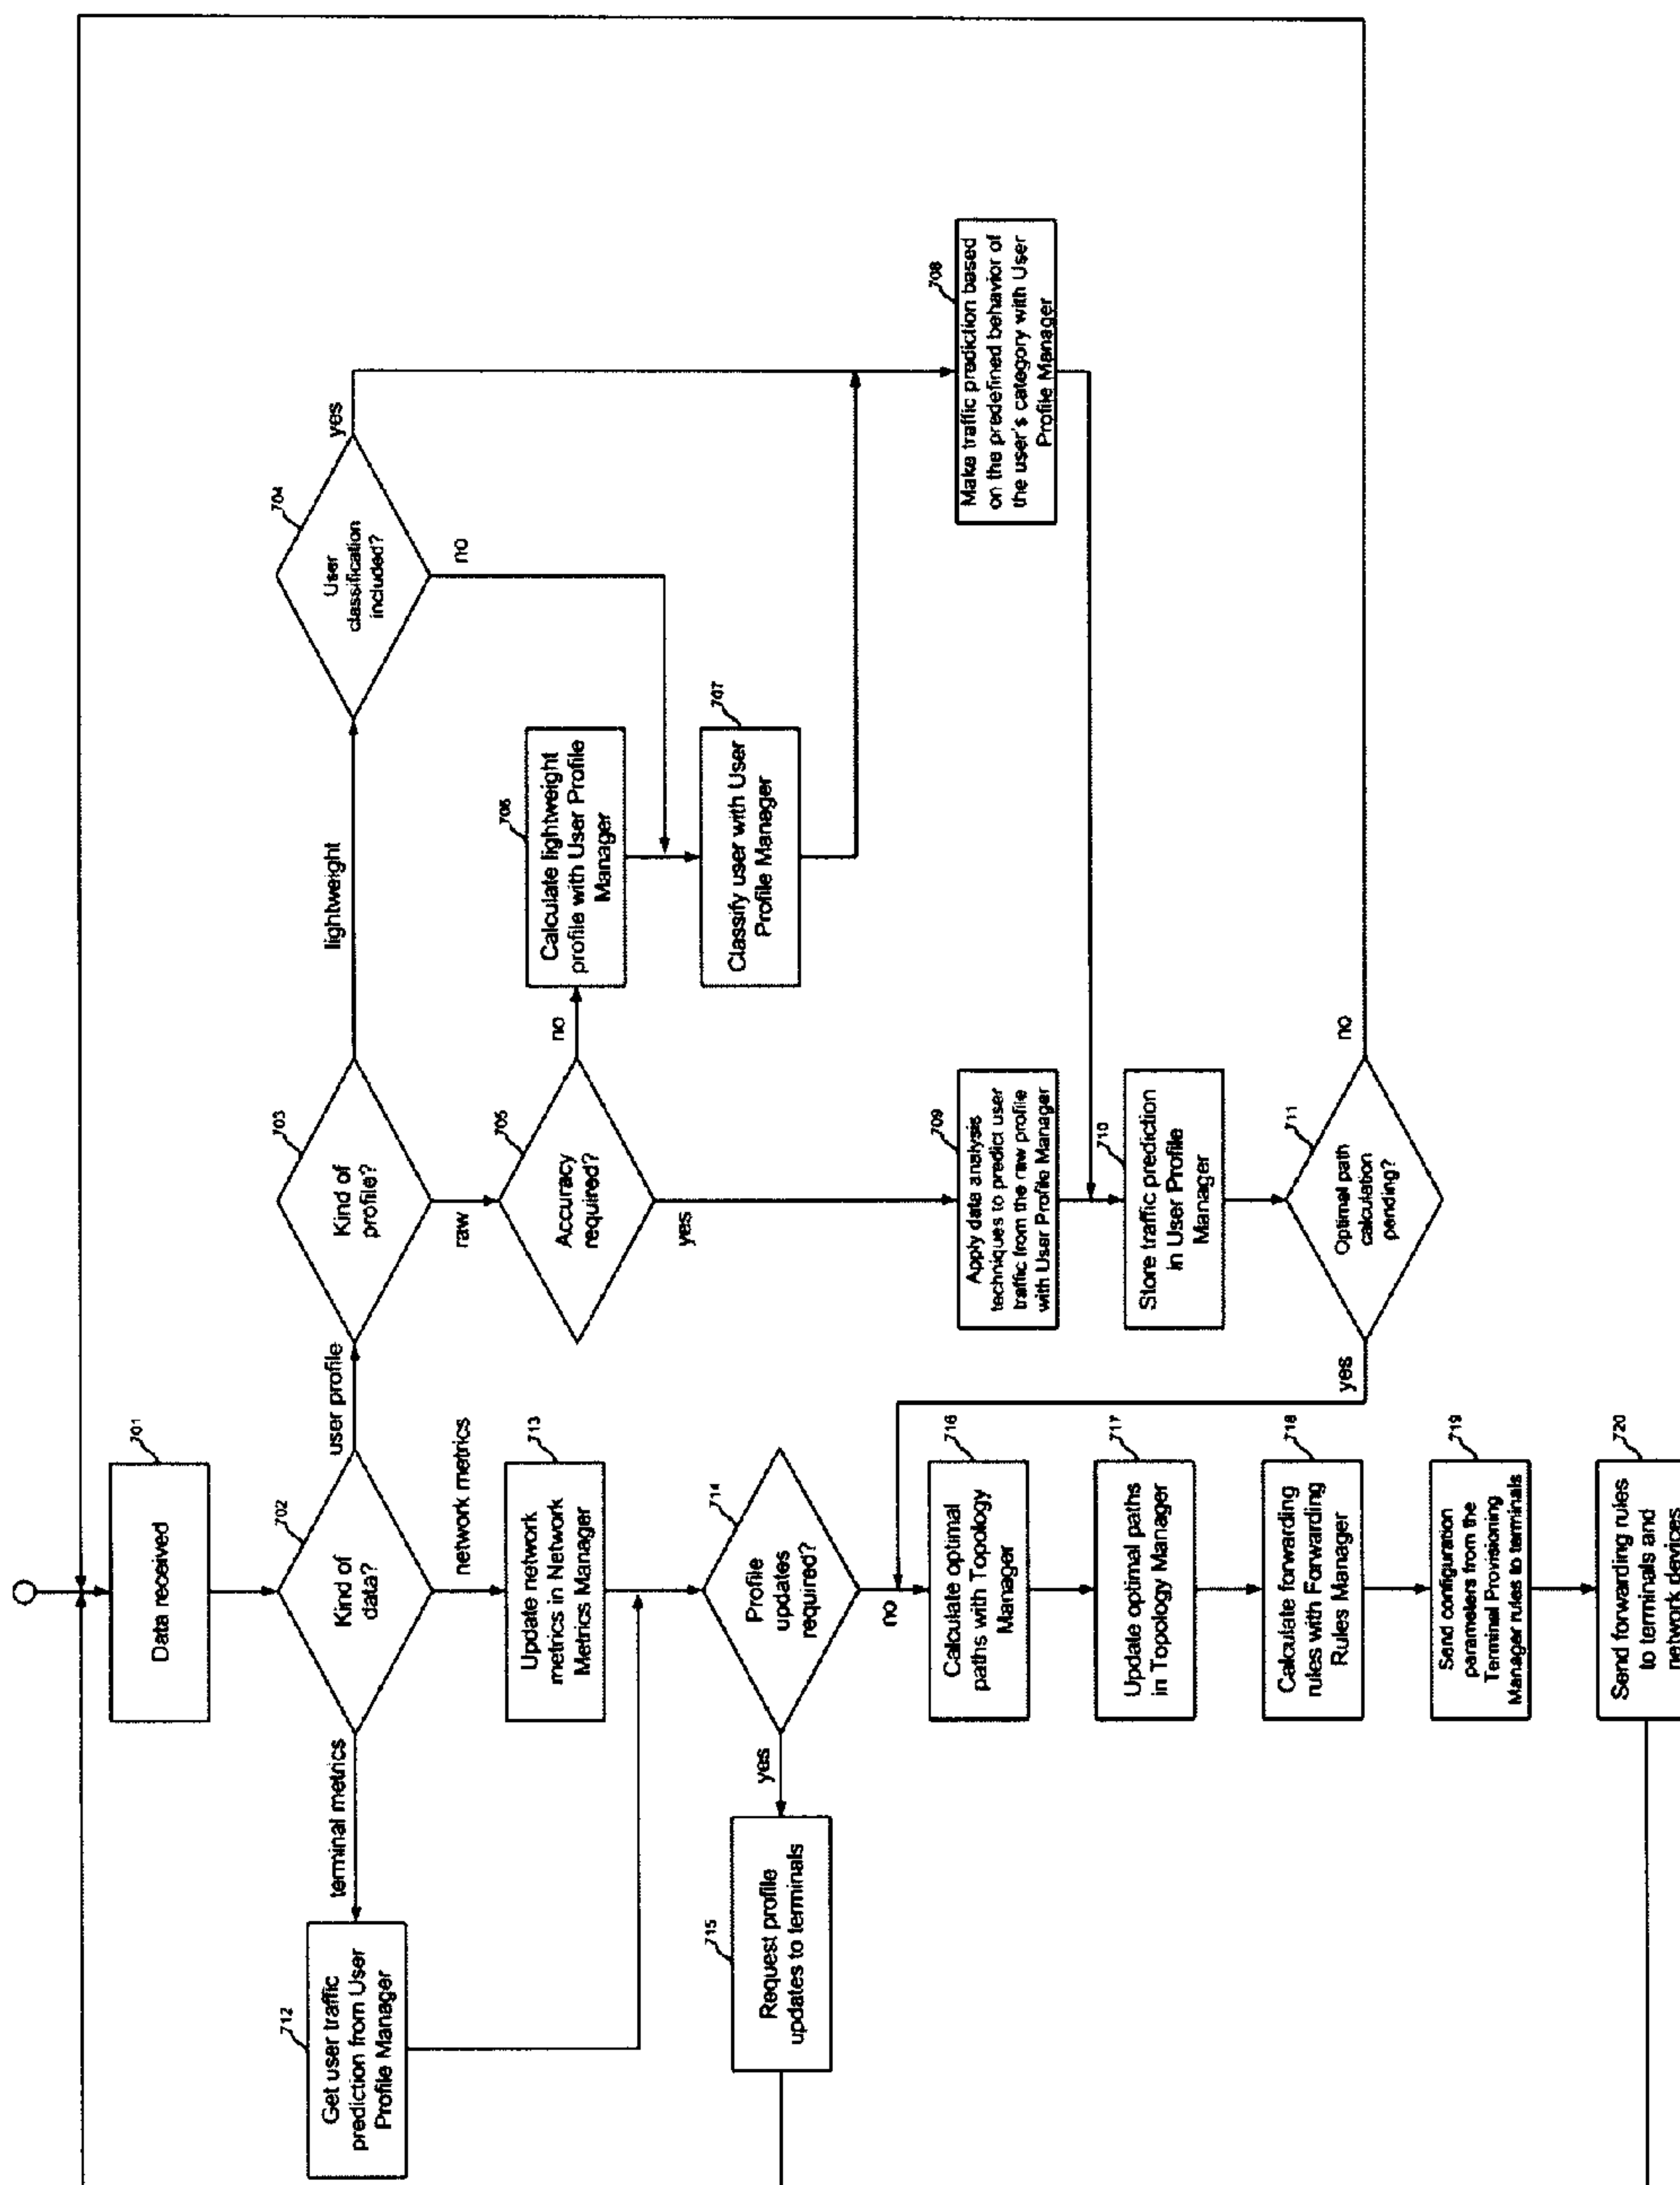 701
Data received
702
Kind of
data?
user profile
network metrics
terminal metrics
703
Kind of
profile?
lightweight
raw
704
User
classification
included?
yes
no
705
Accuracy
required?
no
yes
706
Calculate lightweight
profile with User Profile
Manager
707
Classify user with User
Profile Manager
708
Make traffic prediction based
on the predefined behavior of
the user's category with User
Profile Manager
709
Apply data analysis
techniques to predict user
traffic from the raw profile
with User Profile Manager
710
Store traffic prediction
in User Profile
Manager
711
Optimal path
calculation
pending?
no
yes
712
Get user traffic
prediction from User
Profile Manager
713
Update network
metrics in Network
Metrics Manager
714
Profile
updates
required?
yes
no
715
Request profile
updates to terminals
716
Calculate optimal
paths with Topology
Manager
717
Update optimal paths
in Topology Manager
718
Calculate forwarding
rules with Forwarding
Rules Manager
719
Send configuration
parameters from the
Terminal Provisioning
Manager rules to terminals
720
Send forwarding rules
to terminals and
network devices